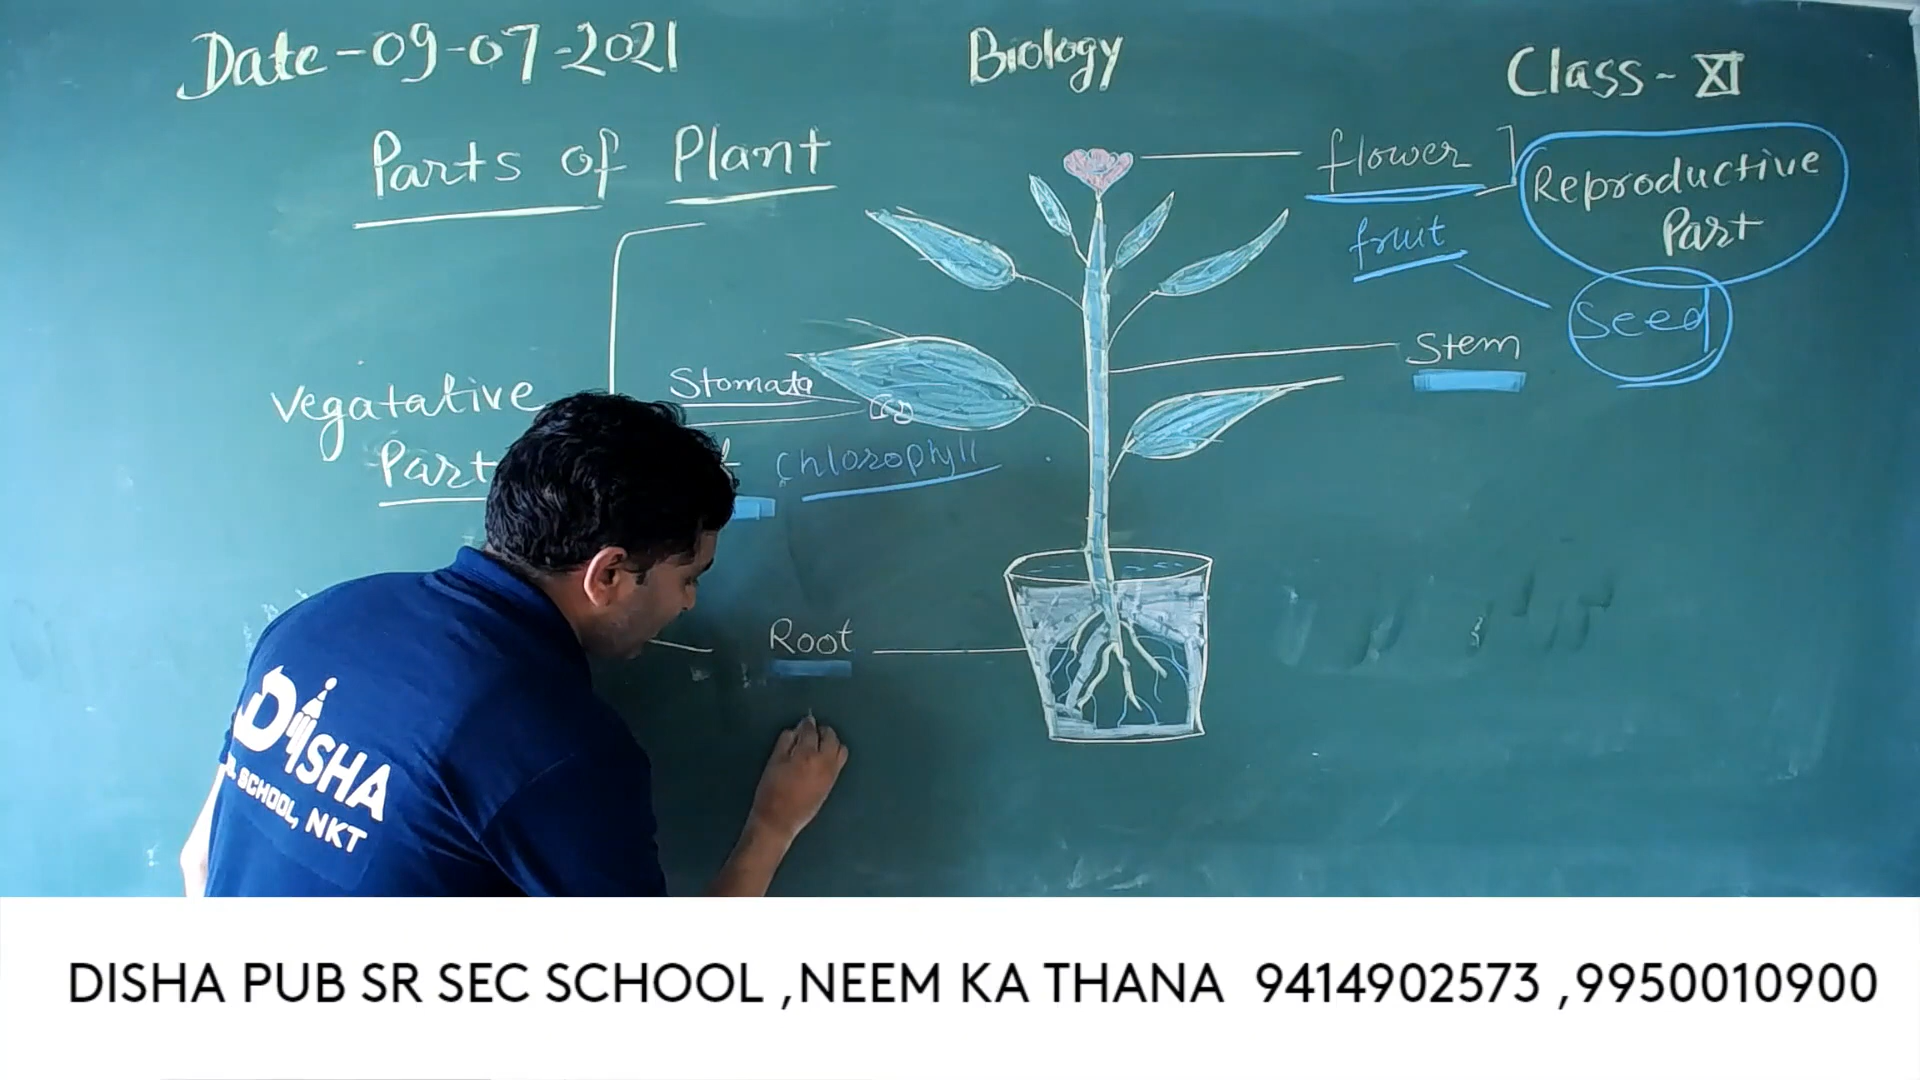 Date-09-07-2021
Biology
Class-XI
Parts of Plant
flower
Reproductive
Part
fruit
Seed
Stem
Stomata
Vegatative
Part
chlorophyll
Root
DISHA
SCHOOL, NKT
DISHA PUB SR SEC SCHOOL ,NEEM KA THANA 9414902573 ,9950010900